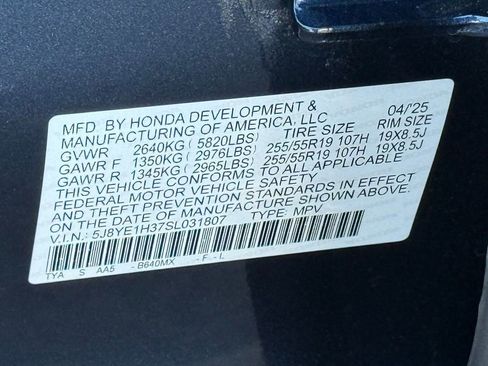 MFD. BY HONDA DEVELOPMENT & 04/'25
MANUFACTURING OF AMERICA, LLC
GVWR 2640KG ( 5820LBS) TIRE SIZE RIM SIZE
GAWR F 1350KG ( 2976LBS) 255/55R19 107H 19X8.5J
GAWR R 1345KG ( 2965LBS) 255/55R19 107H 19X8.5J
THIS VEHICLE CONFORMS TO ALL APPLICABLE
FEDERAL MOTOR VEHICLE SAFETY
AND THEFT PREVENTION STANDARDS IN EFFECT
ON THE DATE OF MANUFACTURE SHOWN ABOVE.
V.I.N.: 5J8YE1H37SL031807 TYPE: MPV
TYA S AA5 - B640MX - F - L